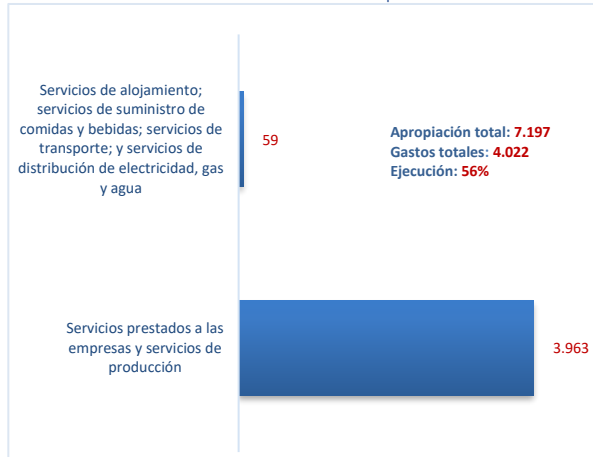 Servicios de alojamiento;
servicios de suministro de
comidas y bebidas; servicios de
transporte; y servicios de
distribución de electricidad, gas
y agua
59
Apropiación total: 7.197
Gastos totales: 4.022
Ejecución: 56%
Servicios prestados a las
empresas y servicios de
producción
3.963